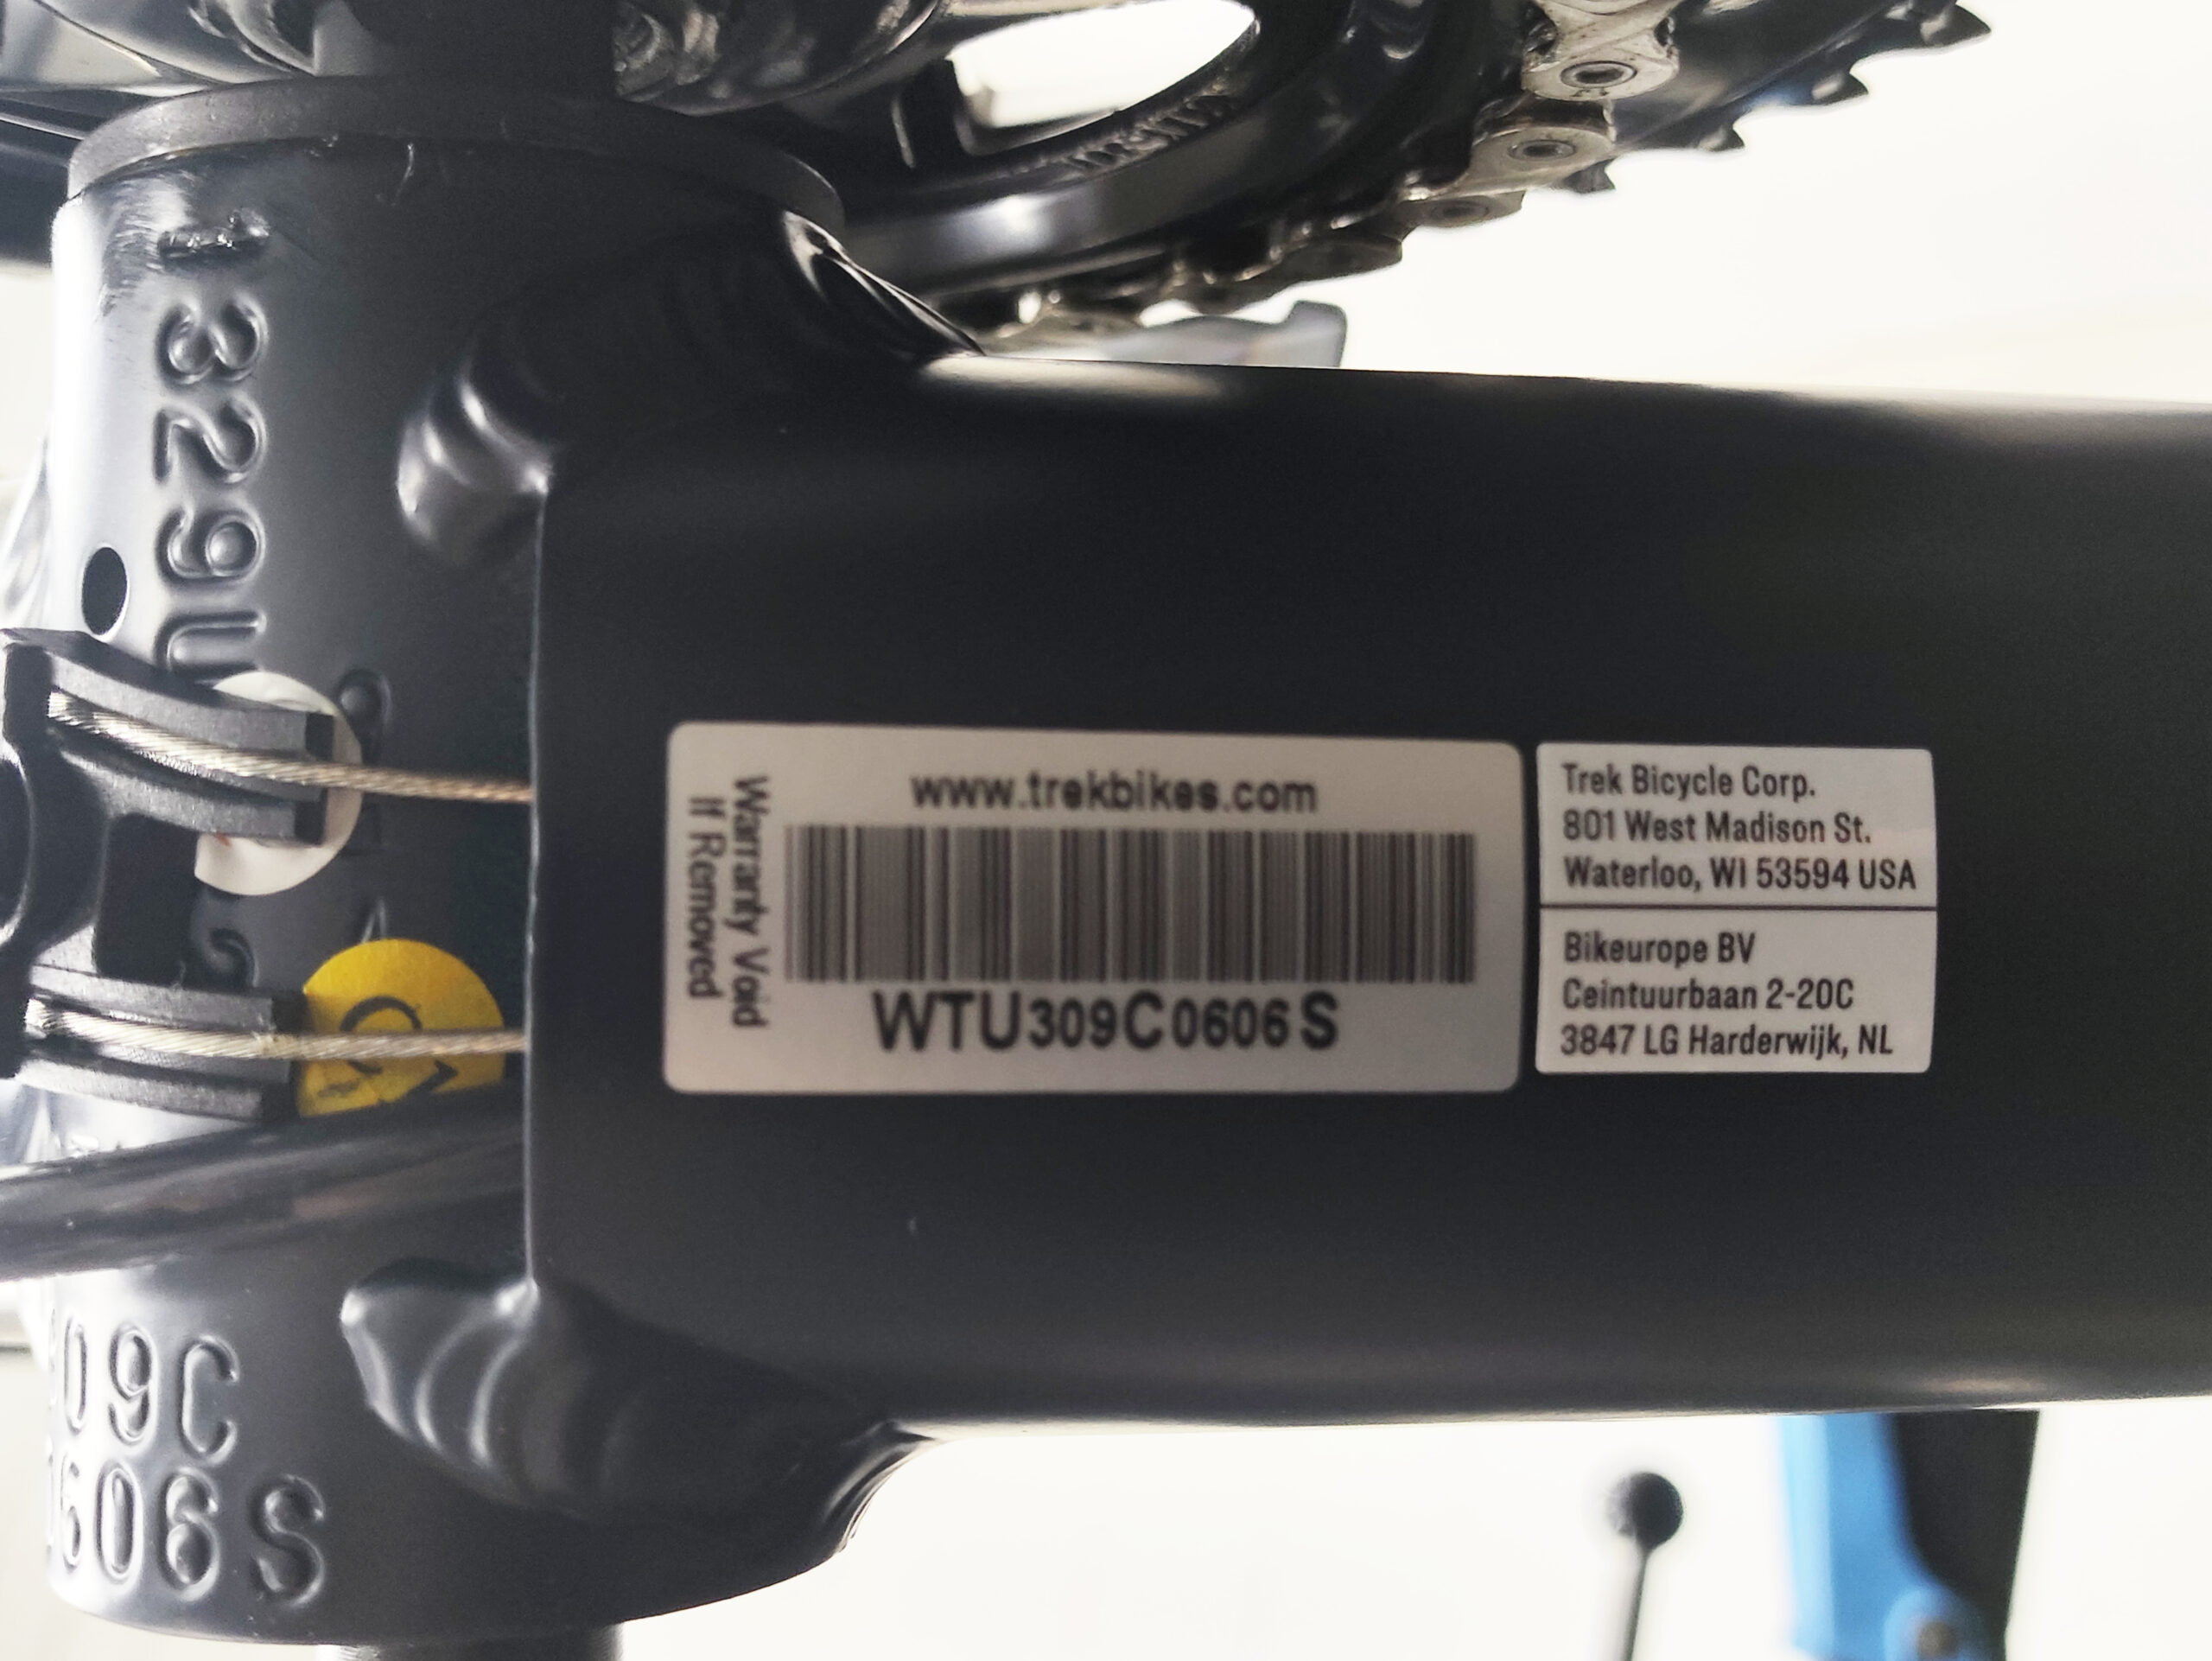 1329U
Warranty Void
If Removed
www.trekbikes.com
WTU309C0606S
Trek Bicycle Corp.
801 West Madison St.
Waterloo, WI 53594 USA
Bikeurope BV
Ceintuurbaan 2-20C
3847 LG Harderwijk, NL
09C
606S